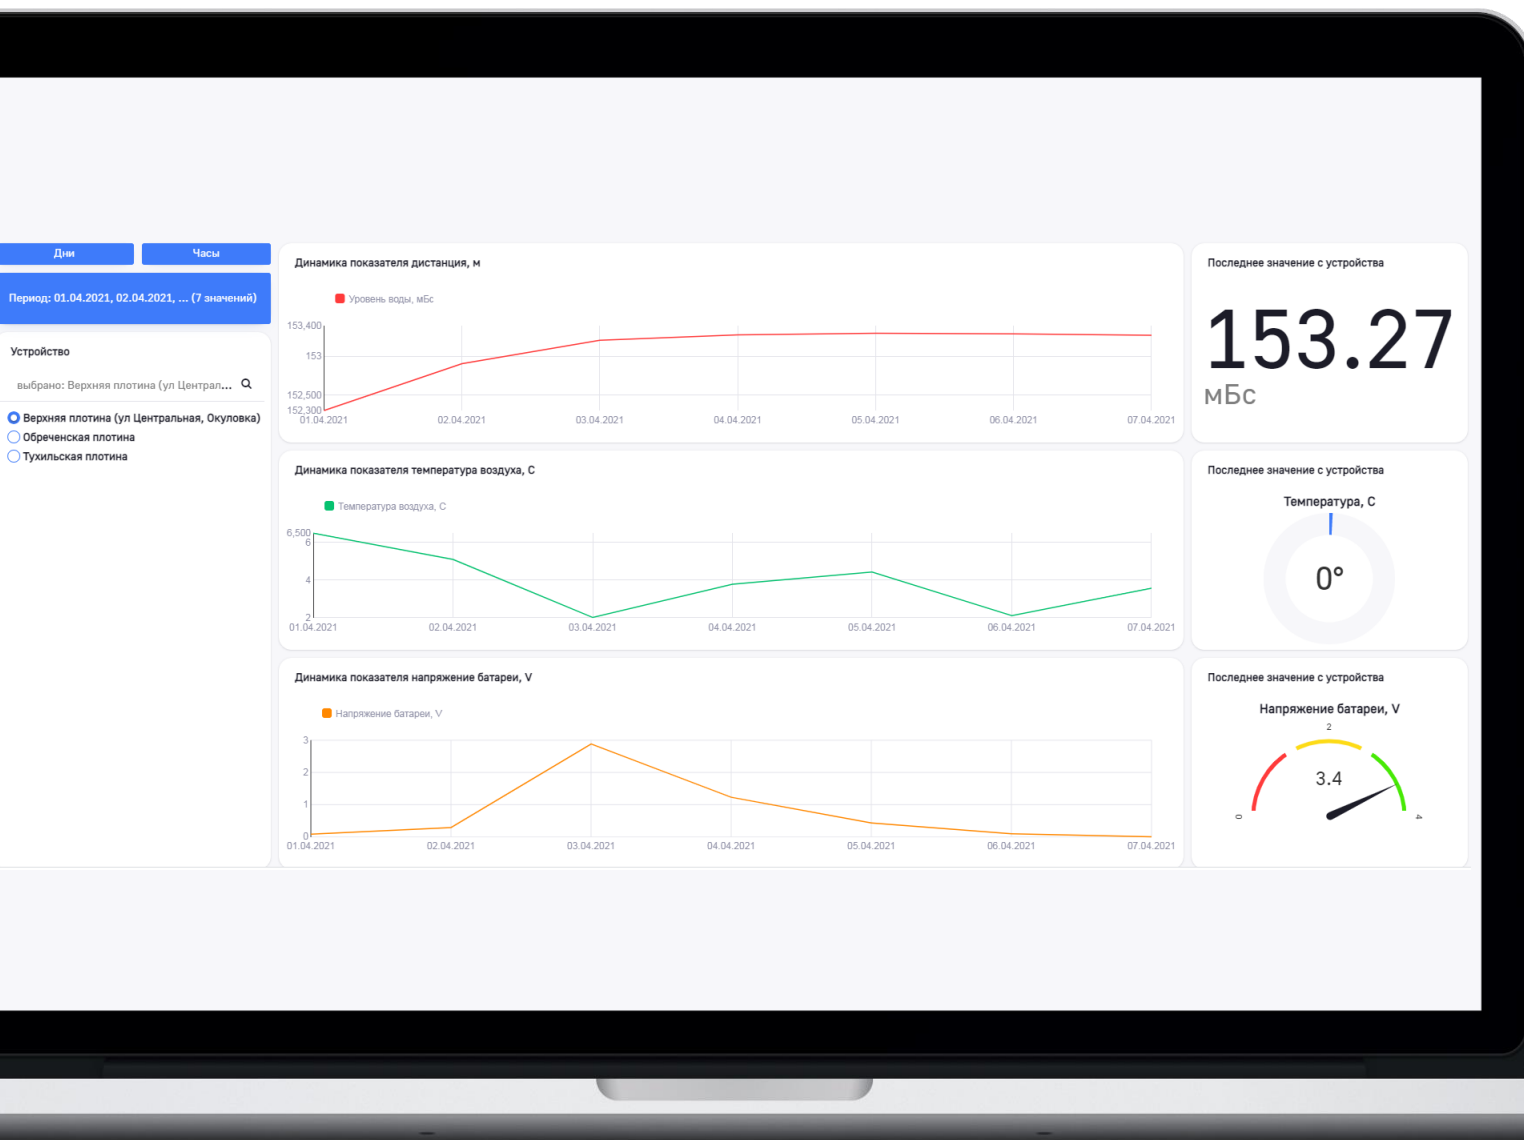 Дни
Часы
Период: 01.04.2021, 02.04.2021, ... (7 значений)
Устройство
выбрано: Верхняя плотина (ул Централ...
Верхняя плотина (ул Центральная, Окуловка)
Обреченская плотина
Тухильская плотина
Динамика показателя дистанция, м
Уровень воды, мБс
153,400
153
152,500
152,300
01.04.2021 02.04.2021 03.04.2021 04.04.2021 05.04.2021 06.04.2021 07.04.2021
Последнее значение с устройства
153.27
мБс
Динамика показателя температура воздуха, С
Температура воздуха, С
6,500
6
4
2
01.04.2021 02.04.2021 03.04.2021 04.04.2021 05.04.2021 06.04.2021 07.04.2021
Последнее значение с устройства
Температура, С
0°
Динамика показателя напряжение батареи, V
Напряжение батареи, V
3
2
1
0
01.04.2021 02.04.2021 03.04.2021 04.04.2021 05.04.2021 06.04.2021 07.04.2021
Последнее значение с устройства
Напряжение батареи, V
2
3.4
0
4